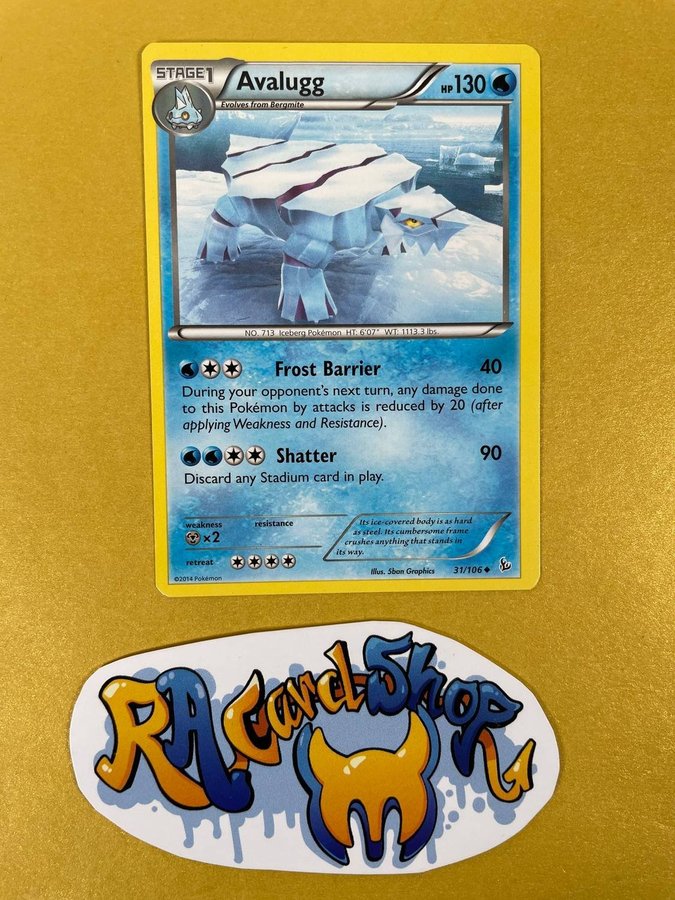 STAGE1 Avalugg HP130
Evolves from Bergmite
NO. 713 Iceberg Pokémon HT. 6'07" WT: 1113.3 lbs.
Frost Barrier 40
During your opponent's next turn, any damage done
to this Pokémon by attacks is reduced by 20 (after
applying Weakness and Resistance).
Shatter 90
Discard any Stadium card in play.
weakness resistance
×2
retreat
Its ice-covered body is as hard
as steel. Its cumbersome frame
crushes anything that stands in
its way.
©2014 Pokémon
Illus. 5ban Graphics
31/106
RA Card Shop